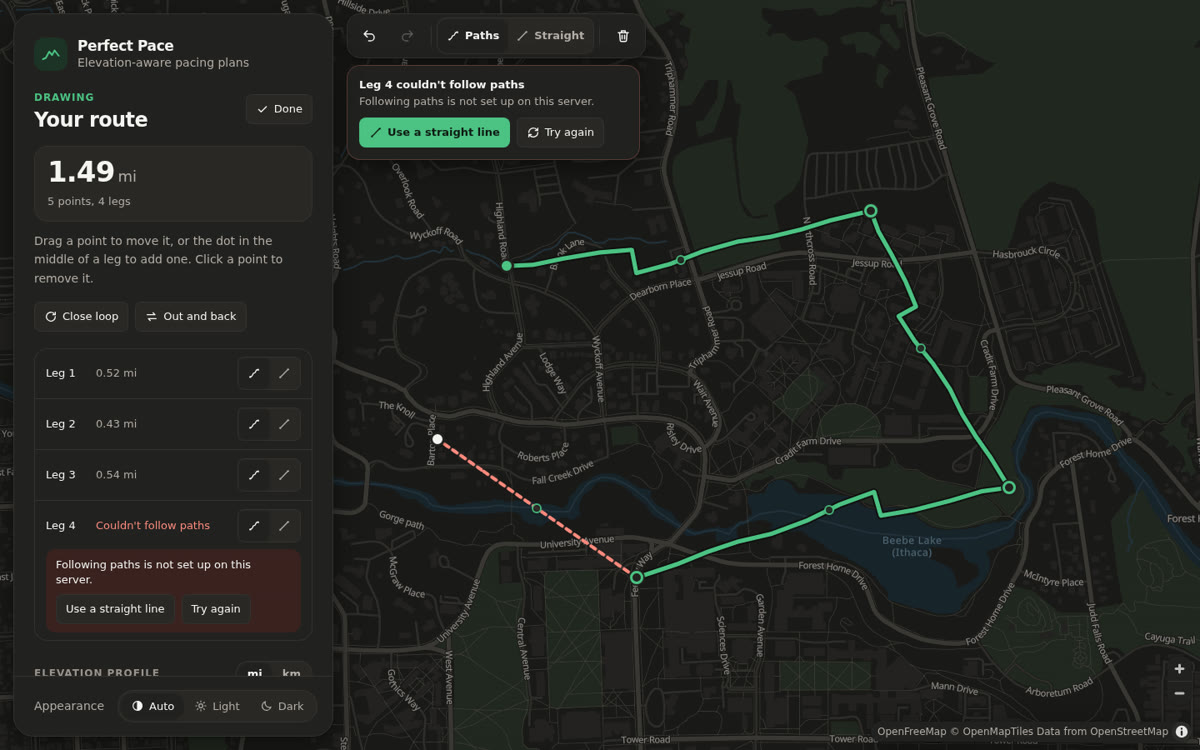 Perfect Pace
Elevation-aware pacing plans
DRAWING
Your route
Done
1.49 mi
5 points, 4 legs
Drag a point to move it, or the dot in the
middle of a leg to add one. Click a point to
remove it.
Close loop
Out and back
Leg 1 0.52 mi
Leg 2 0.43 mi
Leg 3 0.54 mi
Leg 4 Couldn't follow paths
Following paths is not set up on this
server.
Use a straight line
Try again
ELEVATION PROFILE
mi km
Appearance
Auto
Light
Dark
Paths
Straight
Leg 4 couldn't follow paths
Following paths is not set up on this server.
Use a straight line
Try again
Hillside Drive
Triphammer Road
Pleasant Grove Road
Overlook Road
Wyckoff Road
Highland Road
Jessup Road
Jessup Road
Hasbrouck Circle
Dearborn Place
Highland Avenue
Lodge Way
Wyckoff Avenue
Wait Avenue
Cradit Farm Drive
Pleasant Grove Road
The Knoll
Roberts Place
Risley Drive
Cradit Farm Drive
Forest Home Drive
Fall Creek Drive
Gorge path
University Avenue
Beebe Lake
(Ithaca)
McGraw Place
Forest Home Drive
McIntyre Place
University Avenue
Central Avenue
Sciences Drive
Garden Avenue
Forest Home Drive
Judd Falls Road
Cayuga Trail
West Avenue
Gothics Way
Mann Drive
Arboretum Road
Tower Road
Tower Road
OpenFreeMap © OpenMapTiles Data from OpenStreetMap